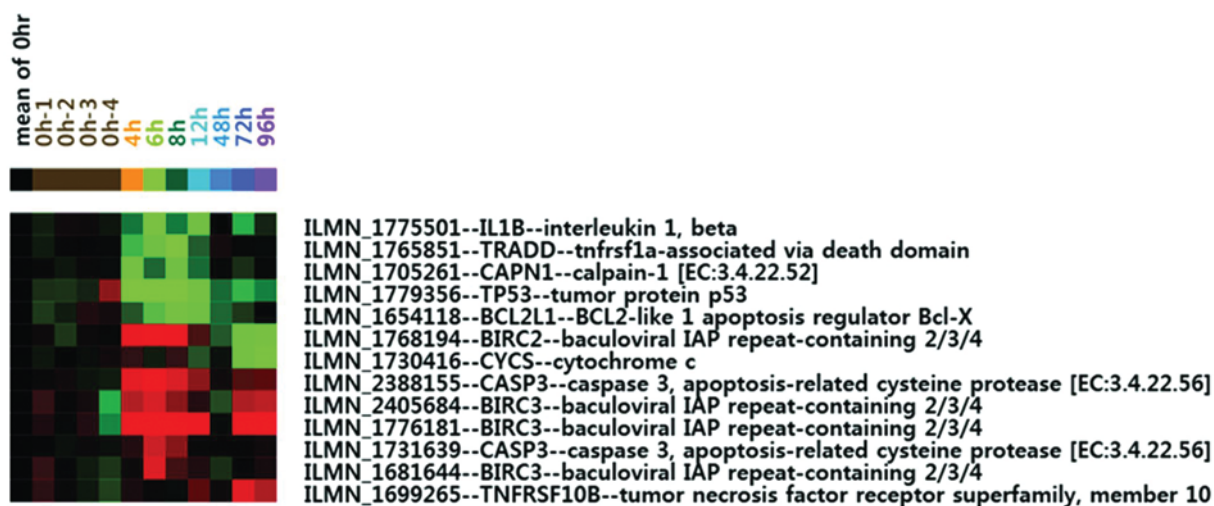 mean of 0hr
0h-1
0h-2
0h-3
0h-4
4h
6h
8h
12h
48h
72h
96h
ILMN_1775501--IL1B--interleukin 1, beta
ILMN_1765851--TRADD--tnfrsf1a-associated via death domain
ILMN_1705261--CAPN1--calpain-1 [EC:3.4.22.52]
ILMN_1779356--TP53--tumor protein p53
ILMN_1654118--BCL2L1--BCL2-like 1 apoptosis regulator Bcl-X
ILMN_1768194--BIRC2--baculoviral IAP repeat-containing 2/3/4
ILMN_1730416--CYCS--cytochrome c
ILMN_2388155--CASP3--caspase 3, apoptosis-related cysteine protease [EC:3.4.22.56]
ILMN_2405684--BIRC3--baculoviral IAP repeat-containing 2/3/4
ILMN_1776181--BIRC3--baculoviral IAP repeat-containing 2/3/4
ILMN_1731639--CASP3--caspase 3, apoptosis-related cysteine protease [EC:3.4.22.56]
ILMN_1681644--BIRC3--baculoviral IAP repeat-containing 2/3/4
ILMN_1699265--TNFRSF10B--tumor necrosis factor receptor superfamily, member 10